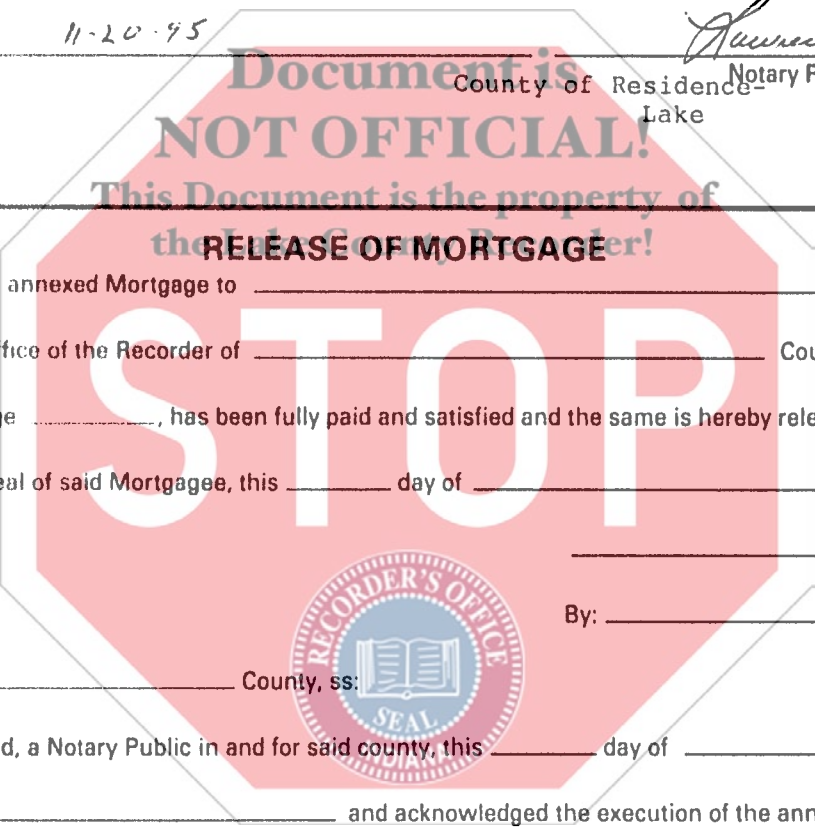 11-20-95
Document is
County of Residence-
Notary
Lake
NOT OFFICIAL!
This Document is the property of
the Lake County Recorder!
RELEASE OF MORTGAGE
annexed Mortgage to
fice of the Recorder of Cou
ge , has been fully paid and satisfied and the same is hereby rele
eal of said Mortgagee, this day of
STOP
By:
County, ss:
RECORDER'S OFFICE
SEAL
INDIANA
d, a Notary Public in and for said county, this day of
and acknowledged the execution of the ann